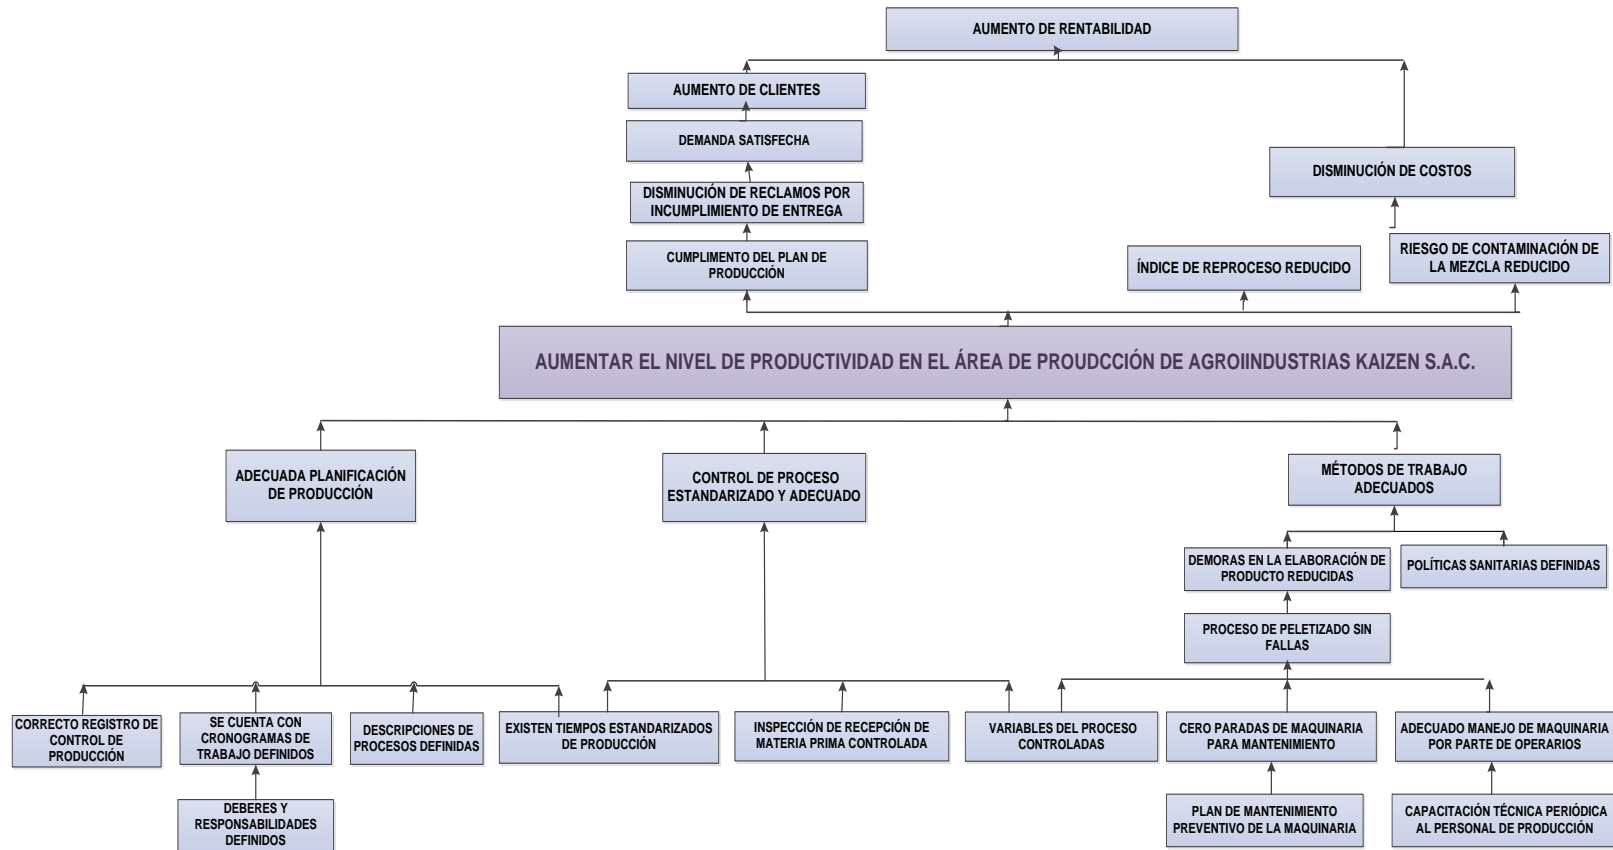 AUMENTO DE RENTABILIDAD
AUMENTO DE CLIENTES
DEMANDA SATISFECHA
DISMINUCIÓN DE COSTOS
DISMINUCIÓN DE RECLAMOS POR
INCUMPLIMIENTO DE ENTREGA
CUMPLIMENTO DEL PLAN DE
PRODUCCIÓN
ÍNDICE DE REPROCESO REDUCIDO
RIESGO DE CONTAMINACIÓN DE
LA MEZCLA REDUCIDO
AUMENTAR EL NIVEL DE PRODUCTIVIDAD EN EL ÁREA DE PROUDCCIÓN DE AGROIINDUSTRIAS KAIZEN S.A.C.
ADECUADA PLANIFICACIÓN
DE PRODUCCIÓN
CONTROL DE PROCESO
ESTANDARIZADO Y ADECUADO
MÉTODOS DE TRABAJO
ADECUADOS
DEMORAS EN LA ELABORACIÓN DE
PRODUCTO REDUCIDAS
POLÍTICAS SANITARIAS DEFINIDAS
PROCESO DE PELETIZADO SIN
FALLAS
CORRECTO REGISTRO DE
CONTROL DE
PRODUCCIÓN
SE CUENTA CON
CRONOGRAMAS DE
TRABAJO DEFINIDOS
DESCRIPCIONES DE
PROCESOS DEFINIDAS
EXISTEN TIEMPOS ESTANDARIZADOS
DE PRODUCCIÓN
INSPECCIÓN DE RECEPCIÓN DE
MATERIA PRIMA CONTROLADA
VARIABLES DEL PROCESO
CONTROLADAS
CERO PARADAS DE MAQUINARIA
PARA MANTENIMIENTO
ADECUADO MANEJO DE MAQUINARIA
POR PARTE DE OPERARIOS
DEBERES Y
RESPONSABILIDADES
DEFINIDOS
PLAN DE MANTENIMIENTO
PREVENTIVO DE LA MAQUINARIA
CAPACITACIÓN TÉCNICA PERIÓDICA
AL PERSONAL DE PRODUCCIÓN